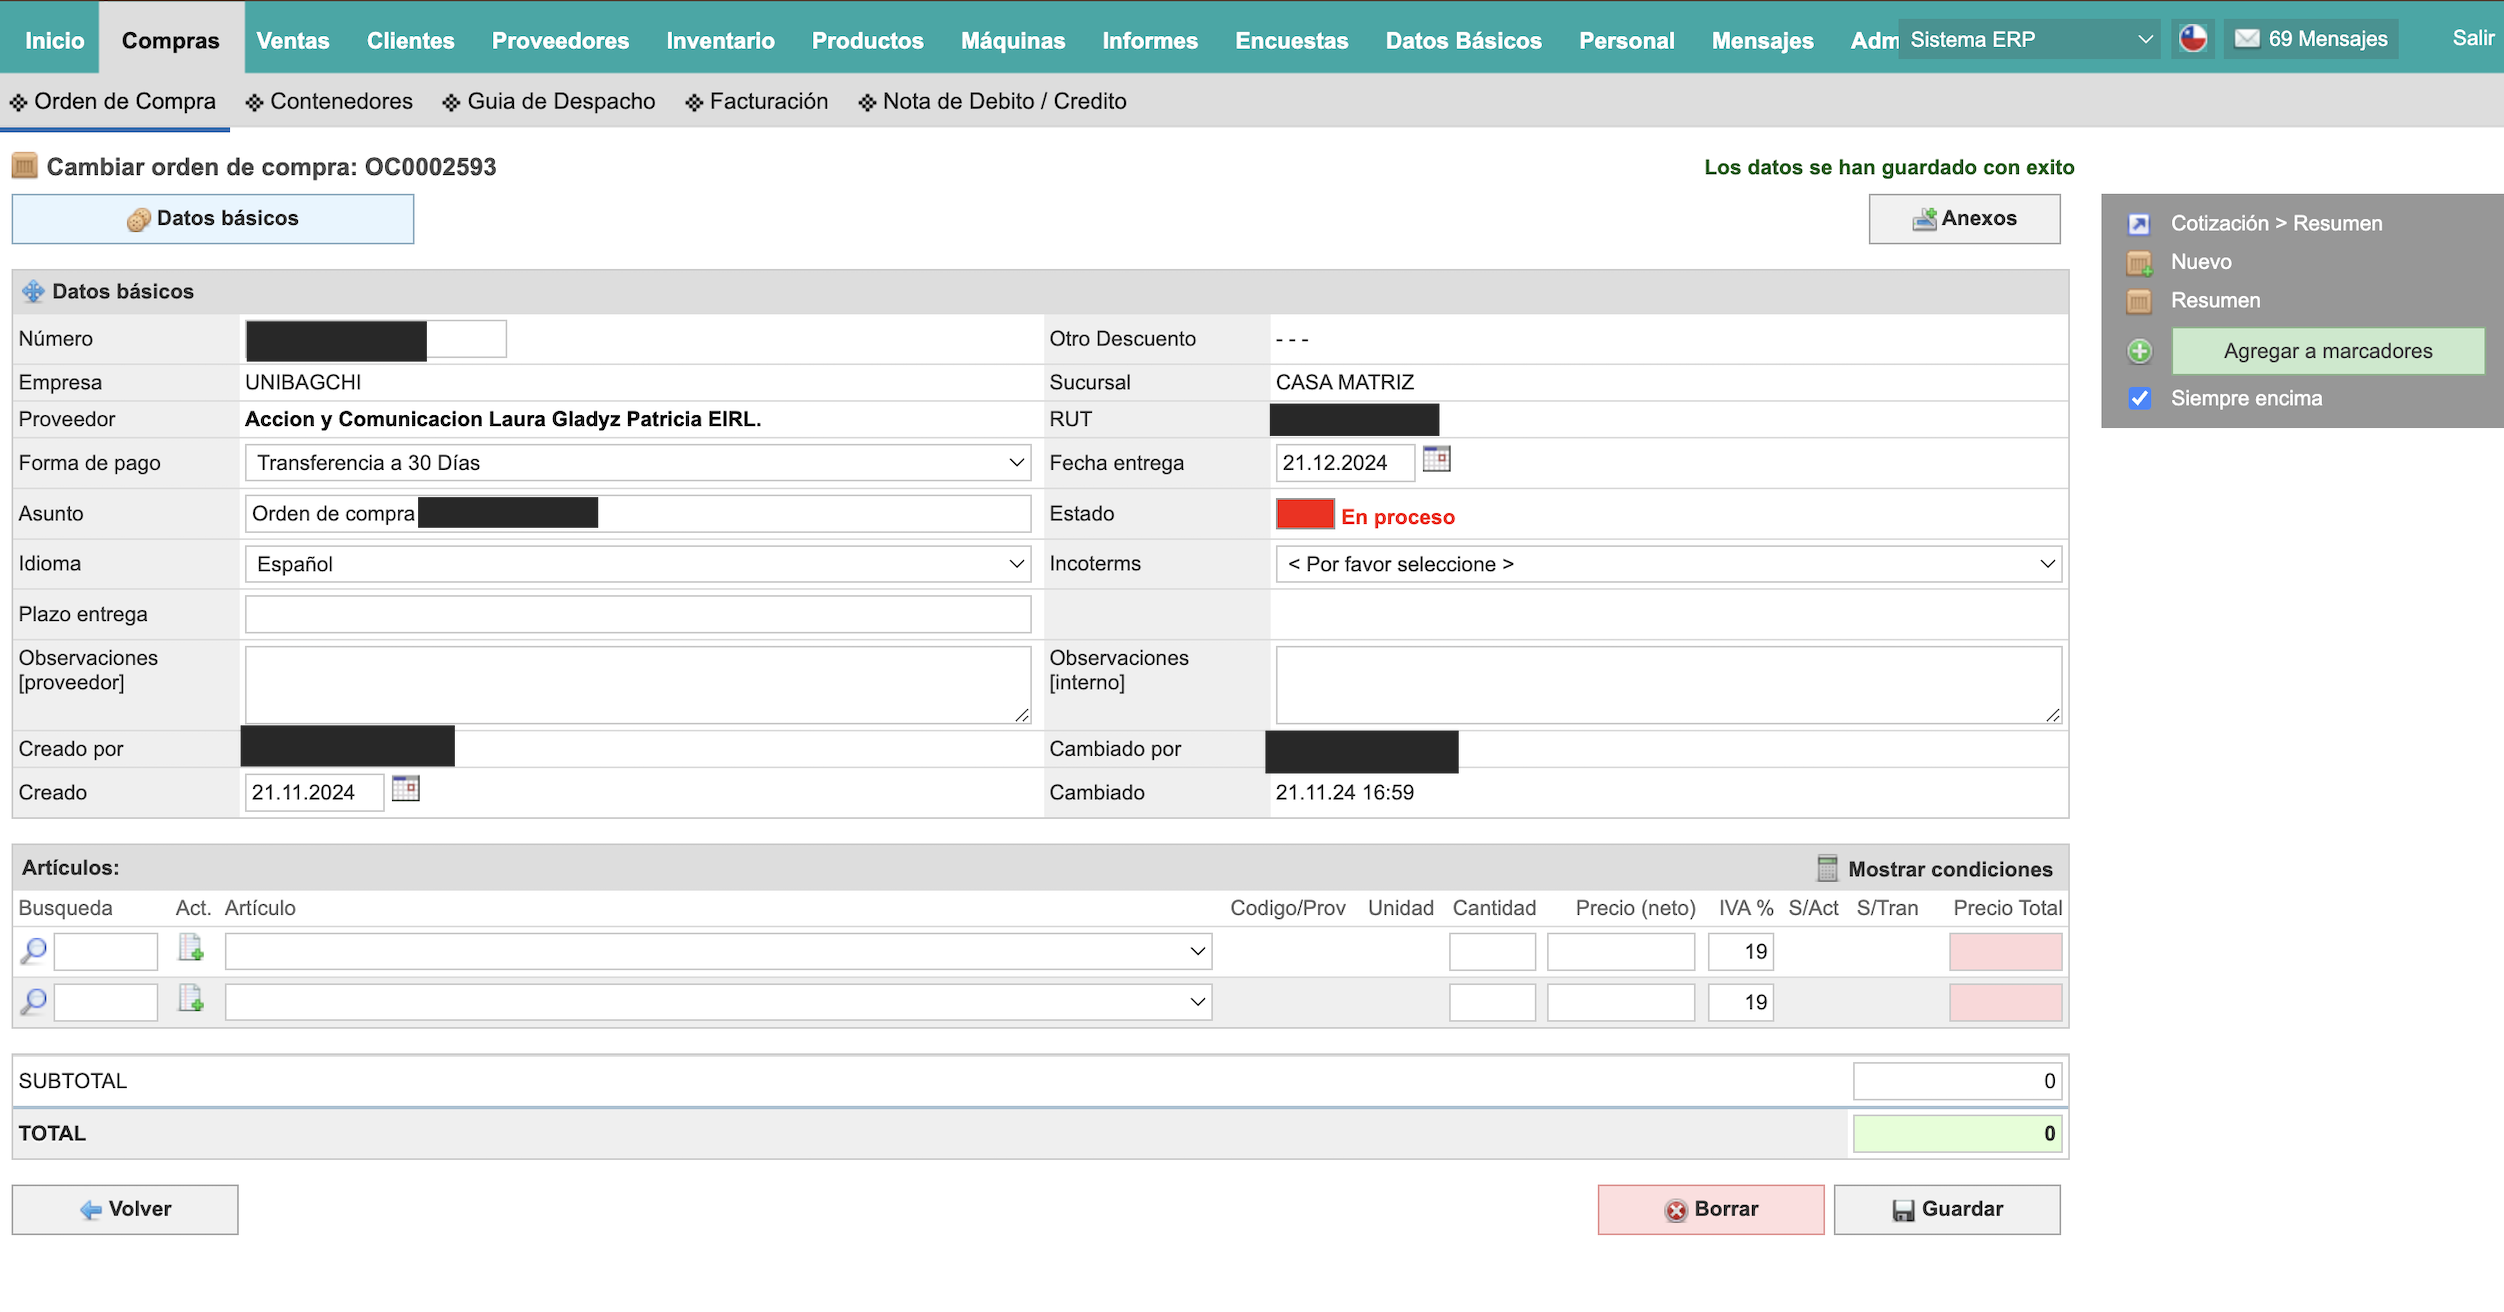 Inicio Compras Ventas Clientes Proveedores Inventario Productos Máquinas Informes Encuestas Datos Básicos Personal Mensajes Adm Sistema ERP 69 Mensajes Salir
Orden de Compra Contenedores Guia de Despacho Facturación Nota de Debito / Credito
Cambiar orden de compra: OC0002593 Los datos se han guardado con exito
Datos básicos Anexos
Cotización > Resumen
Nuevo
Resumen
Agregar a marcadores
Siempre encima
Datos básicos
Número Otro Descuento - - -
Empresa UNIBAGCHI Sucursal CASA MATRIZ
Proveedor Accion y Comunicacion Laura Gladyz Patricia EIRL. RUT
Forma de pago Transferencia a 30 Días Fecha entrega 21.12.2024
Asunto Orden de compra Estado En proceso
Idioma Español Incoterms < Por favor seleccione >
Plazo entrega
Observaciones [proveedor] Observaciones [interno]
Creado por Cambiado por
Creado 21.11.2024 Cambiado 21.11.24 16:59
Artículos: Mostrar condiciones
Busqueda Act. Artículo Codigo/Prov Unidad Cantidad Precio (neto) IVA % S/Act S/Tran Precio Total
19
19
SUBTOTAL 0
TOTAL 0
Volver Borrar Guardar